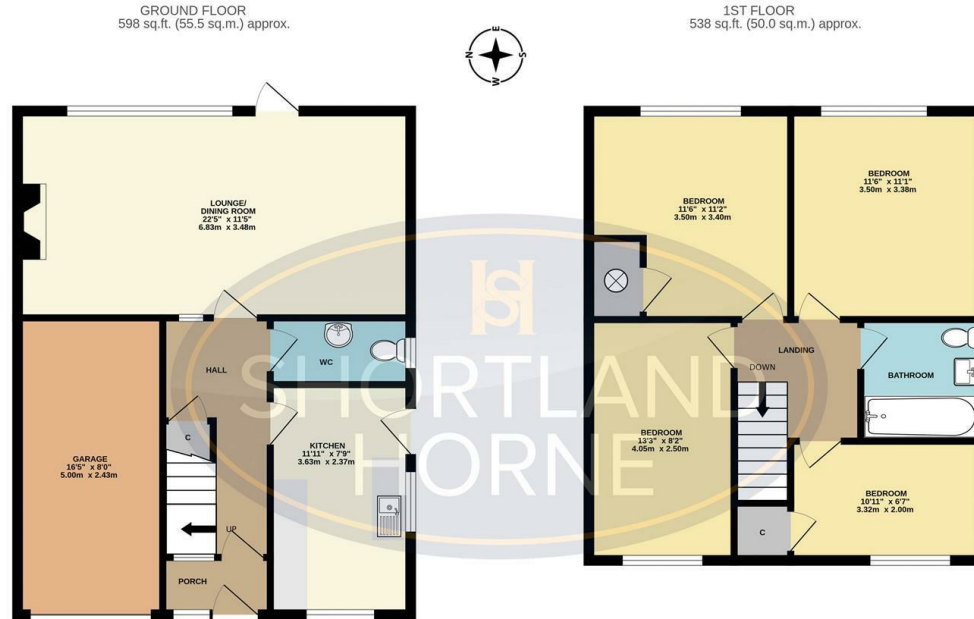 GROUND FLOOR
598 sq.ft. (55.5 sq.m.) approx.
1ST FLOOR
538 sq.ft. (50.0 sq.m.) approx.
N
E
S
W
LOUNGE/
DINING ROOM
22'5" x 11'5"
6.83m x 3.48m
HALL
WC
C
GARAGE
16'5" x 8'0"
5.00m x 2.43m
KITCHEN
11'11" x 7'9"
3.63m x 2.37m
UP
PORCH
BEDROOM
11'6" x 11'2"
3.50m x 3.40m
BEDROOM
11'6" x 11'1"
3.50m x 3.38m
LANDING
DOWN
BATHROOM
BEDROOM
13'3" x 8'2"
4.05m x 2.50m
BEDROOM
10'11" x 6'7"
3.32m x 2.00m
C
SH
SHORTLAND
HORNE